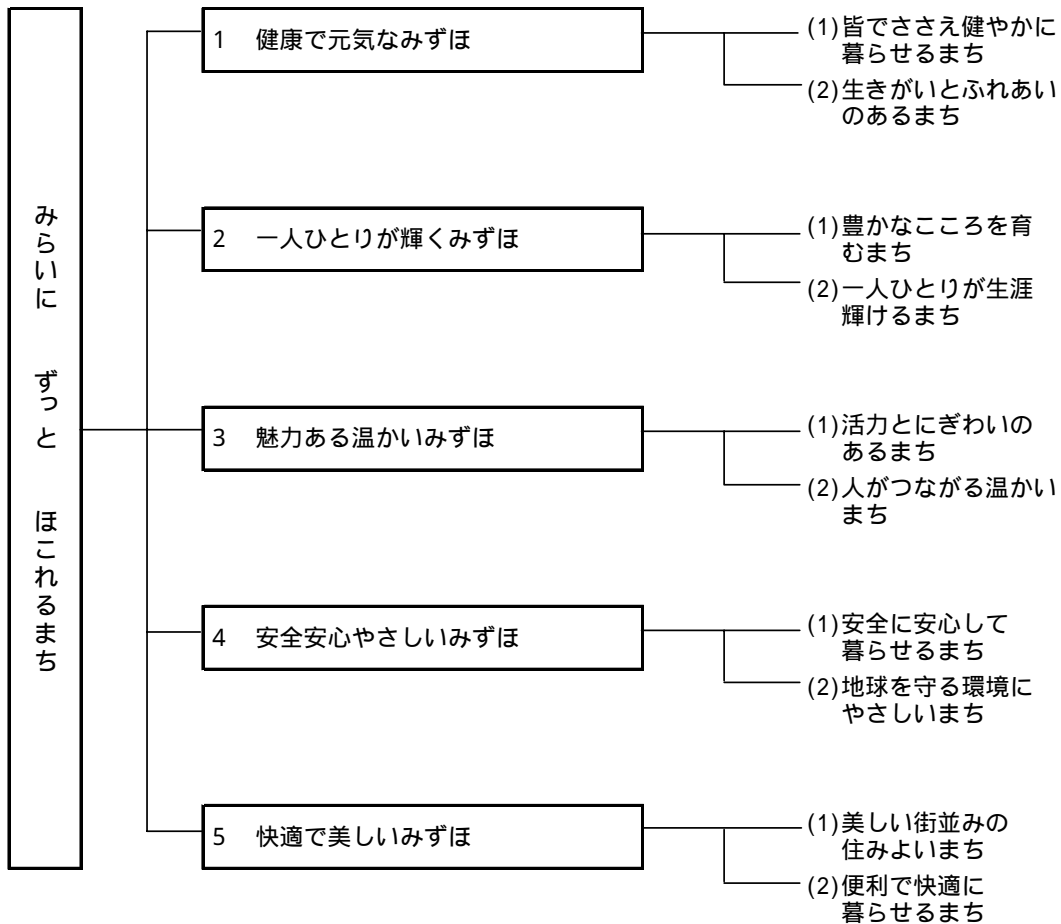 みらいに　ずっと　ほこれるまち
1　健康で元気なみずほ
(1)皆でささえ健やかに
暮らせるまち
(2)生きがいとふれあい
のあるまち
2　一人ひとりが輝くみずほ
(1)豊かなこころを育
むまち
(2)一人ひとりが生涯
輝けるまち
3　魅力ある温かいみずほ
(1)活力とにぎわいの
あるまち
(2)人がつながる温かい
まち
4　安全安心やさしいみずほ
(1)安全に安心して
暮らせるまち
(2)地球を守る環境に
やさしいまち
5　快適で美しいみずほ
(1)美しい街並みの
住みよいまち
(2)便利で快適に
暮らせるまち